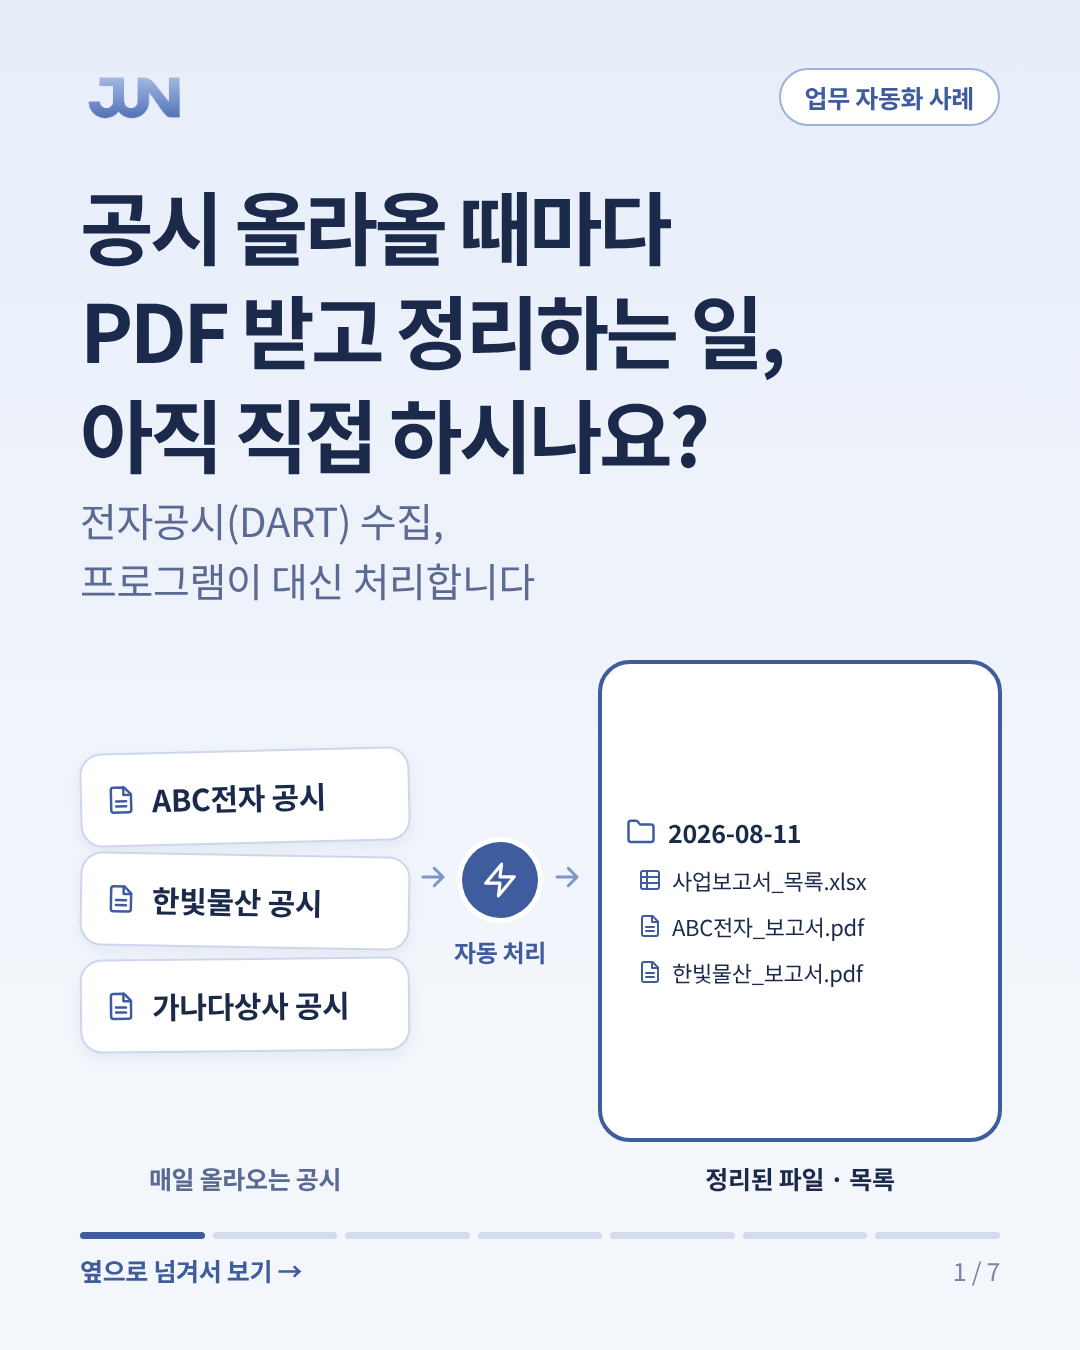 JUN
업무 자동화 사례
공시 올라올 때마다
PDF 받고 정리하는 일,
아직 직접 하시나요?
전자공시(DART) 수집,
프로그램이 대신 처리합니다
ABC전자 공시
한빛물산 공시
가나다상사 공시
자동 처리
2026-08-11
사업보고서_목록.xlsx
ABC전자_보고서.pdf
한빛물산_보고서.pdf
매일 올라오는 공시
정리된 파일 · 목록
옆으로 넘겨서 보기 →
1 / 7